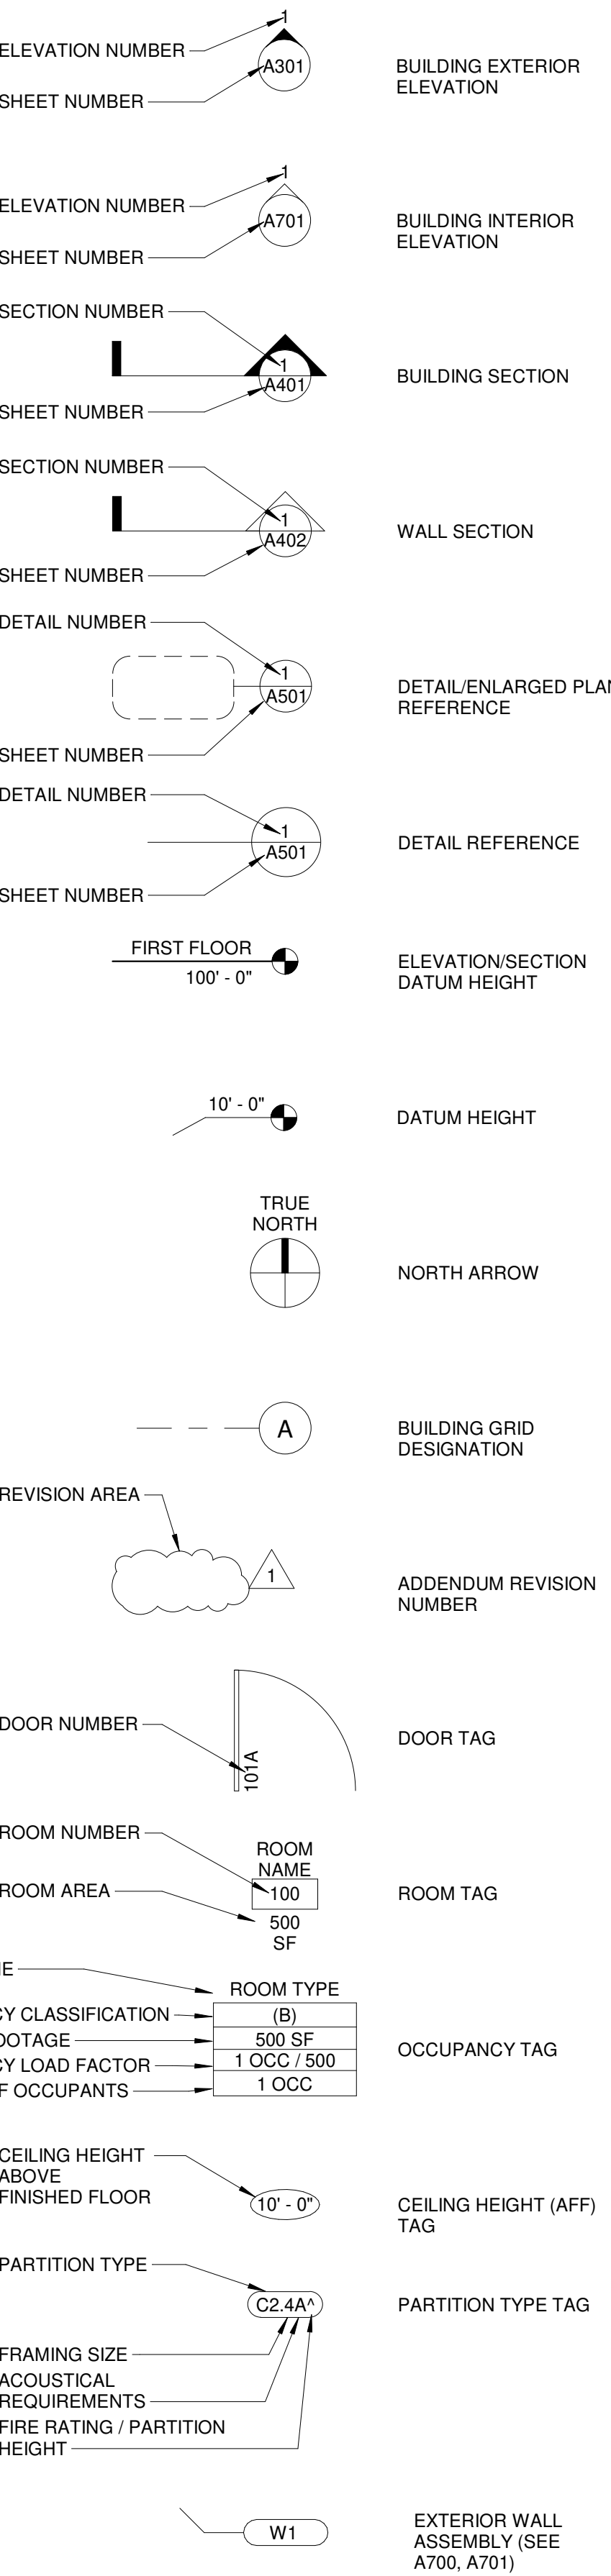 1
ELEVATION NUMBER
A301
BUILDING EXTERIOR
ELEVATION
SHEET NUMBER
1
ELEVATION NUMBER
A701
BUILDING INTERIOR
ELEVATION
SHEET NUMBER
SECTION NUMBER
1
A401
BUILDING SECTION
SHEET NUMBER
SECTION NUMBER
1
A402
WALL SECTION
SHEET NUMBER
DETAIL NUMBER
1
A501
DETAIL/ENLARGED PLAN
REFERENCE
SHEET NUMBER
DETAIL NUMBER
1
A501
DETAIL REFERENCE
SHEET NUMBER
FIRST FLOOR
100' - 0"
ELEVATION/SECTION
DATUM HEIGHT
10' - 0"
DATUM HEIGHT
TRUE
NORTH
NORTH ARROW
A
BUILDING GRID
DESIGNATION
REVISION AREA
1
ADDENDUM REVISION
NUMBER
DOOR NUMBER
101A
DOOR TAG
ROOM NUMBER
ROOM
NAME
100
ROOM AREA
500
SF
ROOM TAG
ROOM TYPE
CY CLASSIFICATION
(B)
OOTAGE
500 SF
CY LOAD FACTOR
1 OCC / 500
F OCCUPANTS
1 OCC
OCCUPANCY TAG
CEILING HEIGHT
ABOVE
FINISHED FLOOR
10' - 0"
CEILING HEIGHT (AFF)
TAG
PARTITION TYPE
C2.4A^
PARTITION TYPE TAG
FRAMING SIZE
ACOUSTICAL
REQUIREMENTS
FIRE RATING / PARTITION
HEIGHT
W1
EXTERIOR WALL
ASSEMBLY (SEE
A700, A701)